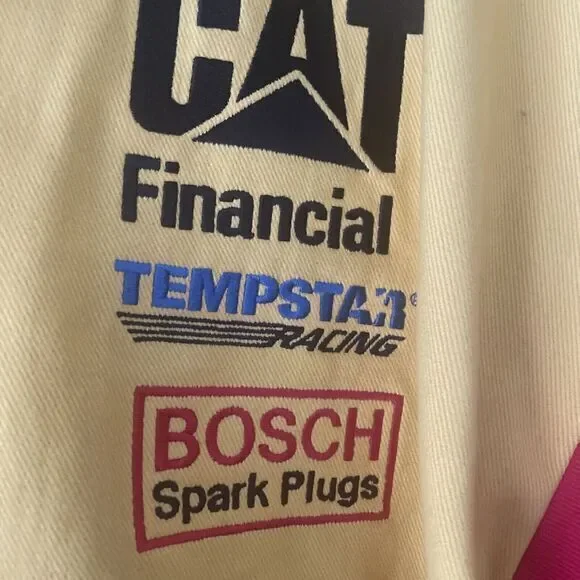 CAT
Financial
TEMPSTAR®
RACING
BOSCH
Spark Plugs